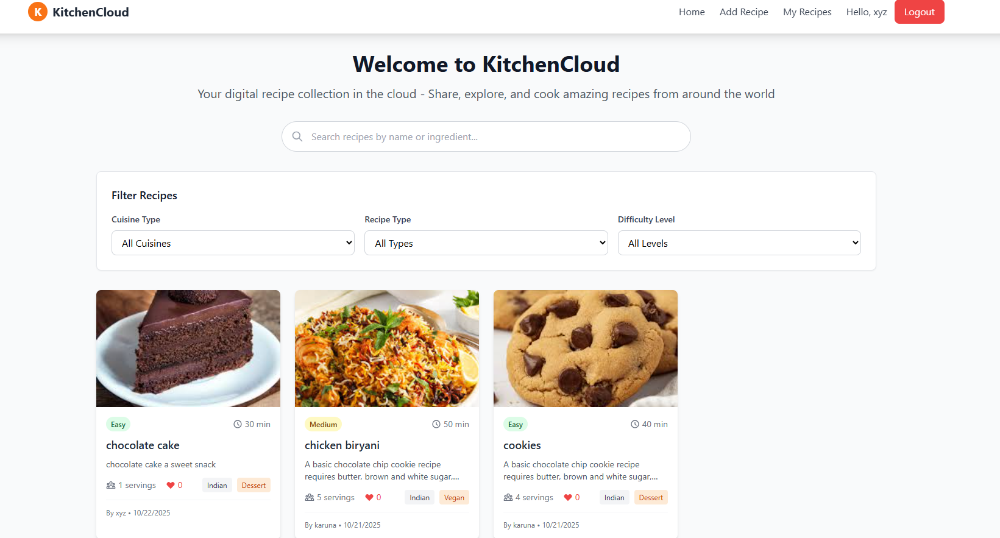 K KitchenCloud
Home Add Recipe My Recipes Hello, xyz Logout
Welcome to KitchenCloud
Your digital recipe collection in the cloud - Share, explore, and cook amazing recipes from around the world
Search recipes by name or ingredient...
Filter Recipes
Cuisine Type
All Cuisines
Recipe Type
All Types
Difficulty Level
All Levels
Easy 30 min
chocolate cake
chocolate cake a sweet snack
1 servings 0 Indian Dessert
By xyz • 10/22/2025
Medium 50 min
chicken biryani
A basic chocolate chip cookie recipe
requires butter, brown and white sugar,...
5 servings 0 Indian Vegan
By karuna • 10/21/2025
Easy 40 min
cookies
A basic chocolate chip cookie recipe
requires butter, brown and white sugar,...
4 servings 0 Indian Dessert
By karuna • 10/21/2025